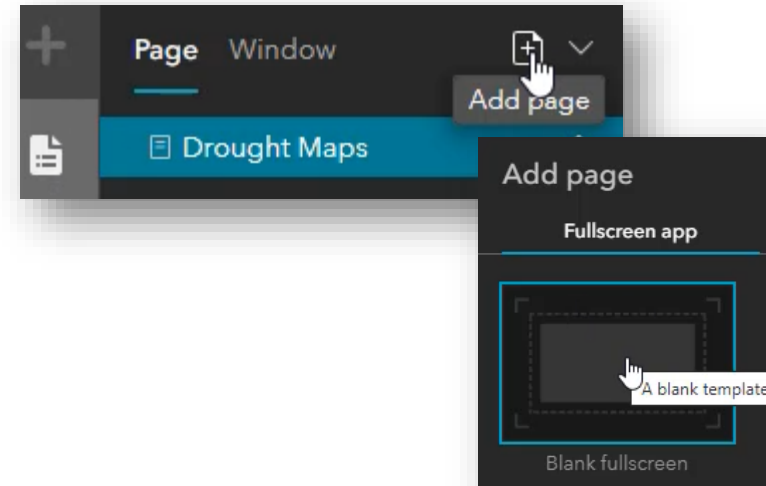 Page Window
Add page
Drought Maps
Add page
Fullscreen app
A blank template
Blank fullscreen